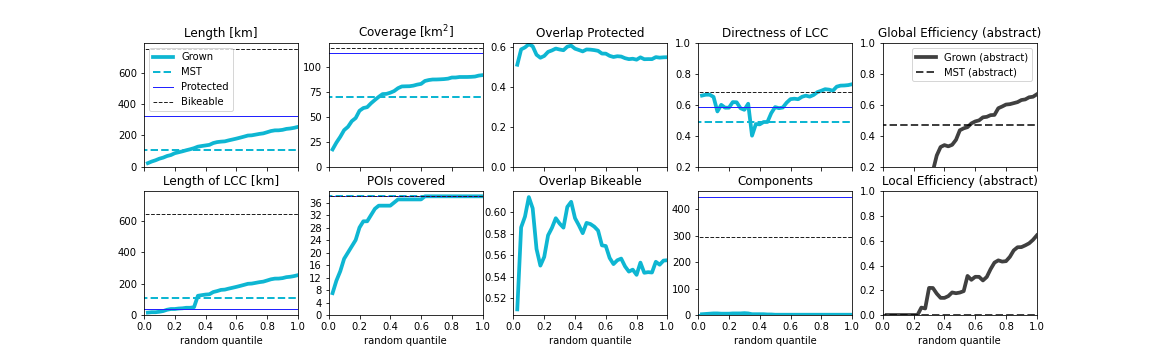 Length [km]
Coverage [km²]
Overlap Protected
Directness of LCC
Global Efficiency (abstract)
600
400
200
0
Grown
MST
Protected
Bikeable
100
75
50
25
0
0.6
0.4
0.2
0.0
1.0
0.8
0.6
0.4
0.2
1.0
0.8
0.6
0.4
0.2
Grown (abstract)
MST (abstract)
Length of LCC [km]
POIs covered
Overlap Bikeable
Components
Local Efficiency (abstract)
600
400
200
0
36
32
28
24
20
16
12
8
4
0
0.60
0.58
0.56
0.54
0.52
400
300
200
100
0
1.0
0.8
0.6
0.4
0.2
0.0
0.0 0.2 0.4 0.6 0.8 1.0
0.0 0.2 0.4 0.6 0.8 1.0
0.0 0.2 0.4 0.6 0.8 1.0
0.0 0.2 0.4 0.6 0.8 1.0
0.0 0.2 0.4 0.6 0.8 1.0
random quantile
random quantile
random quantile
random quantile
random quantile